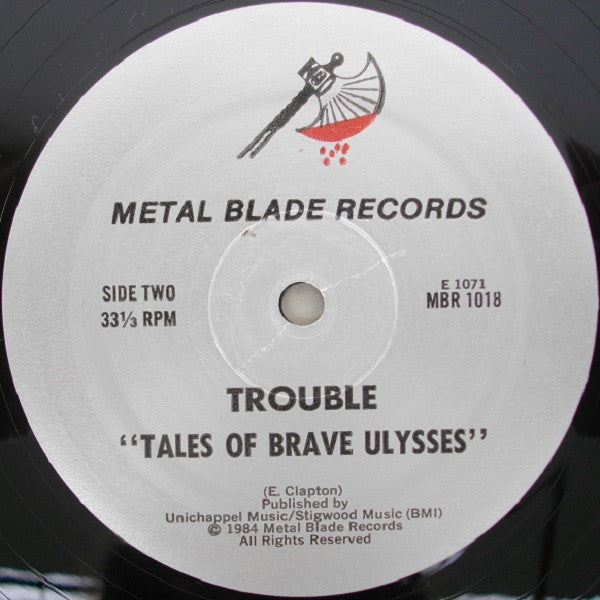 MB
METAL BLADE RECORDS
SIDE TWO
33⅓ RPM
E 1071
MBR 1018
TROUBLE
“TALES OF BRAVE ULYSSES”
(E. Clapton)
Published by
Unichappel Music/Stigwood Music (BMI)
© 1984 Metal Blade Records
All Rights Reserved